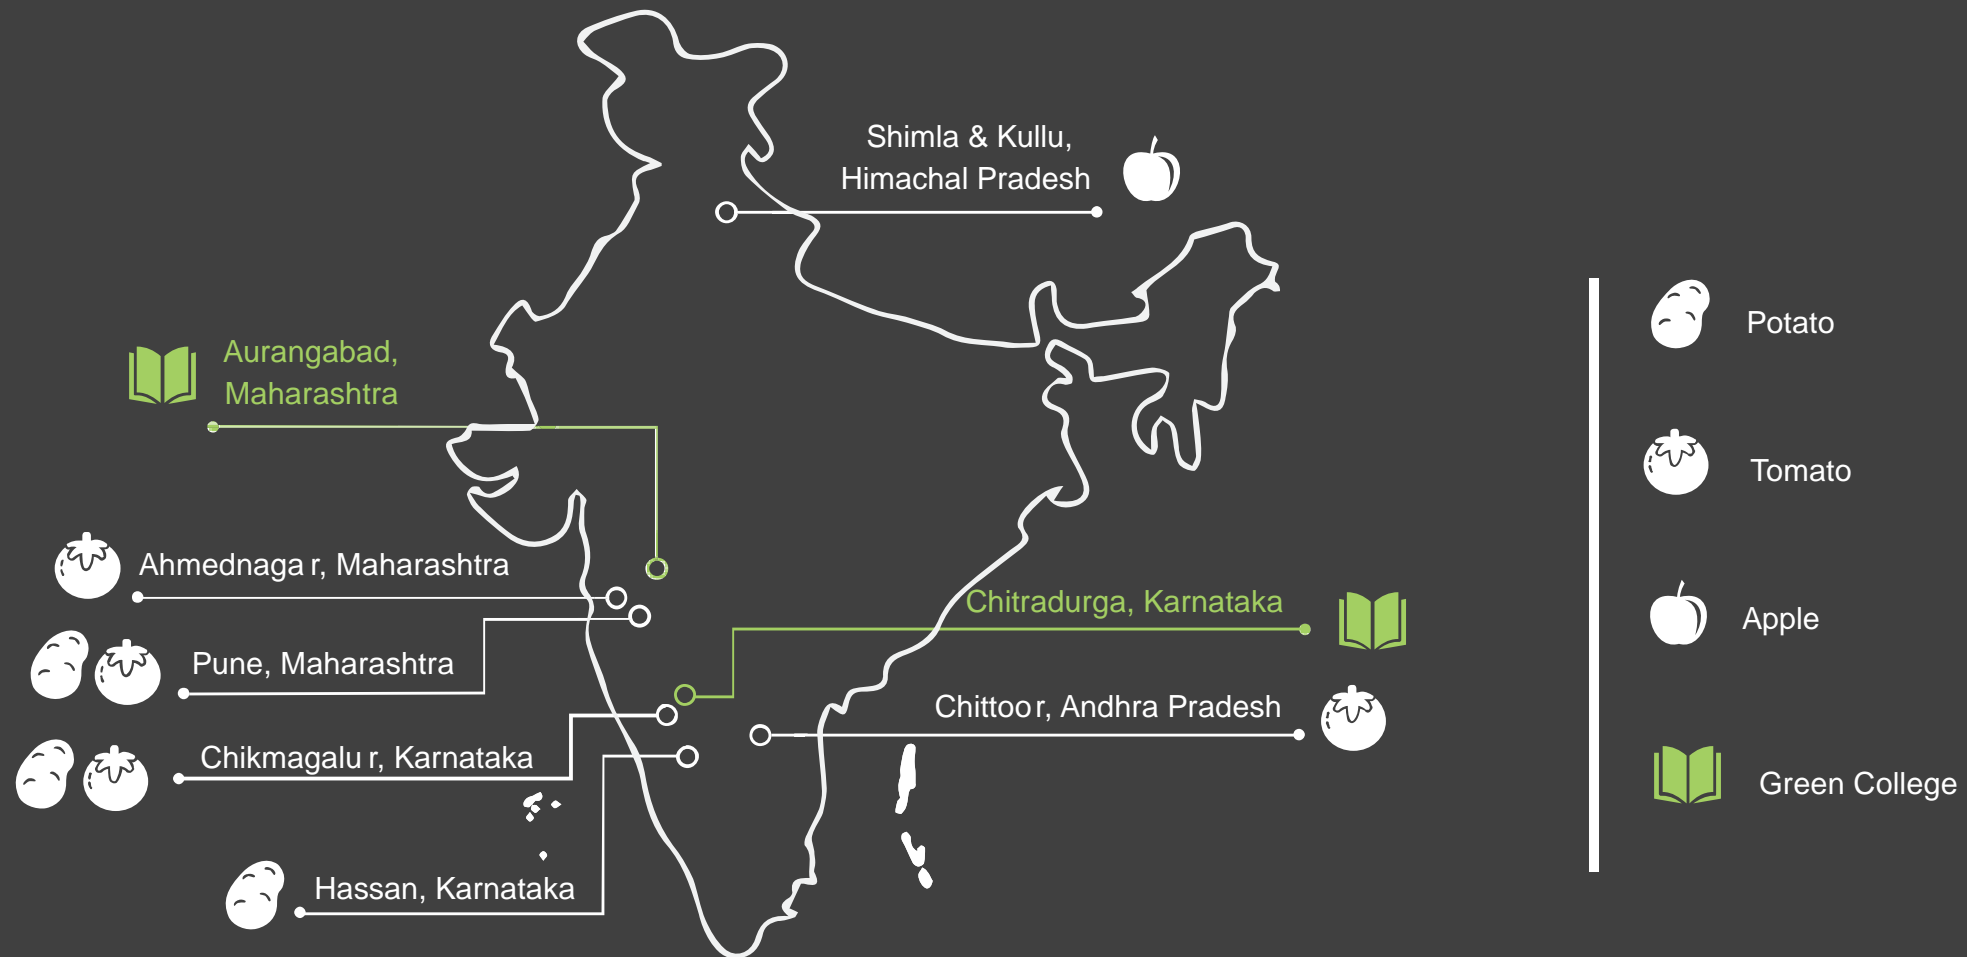 Shimla & Kullu,
Himachal Pradesh
Aurangabad,
Maharashtra
Ahmednaga r, Maharashtra
Pune, Maharashtra
Chikmagalu r, Karnataka
Hassan, Karnataka
Chitradurga, Karnataka
Chittoo r, Andhra Pradesh
Potato
Tomato
Apple
Green College